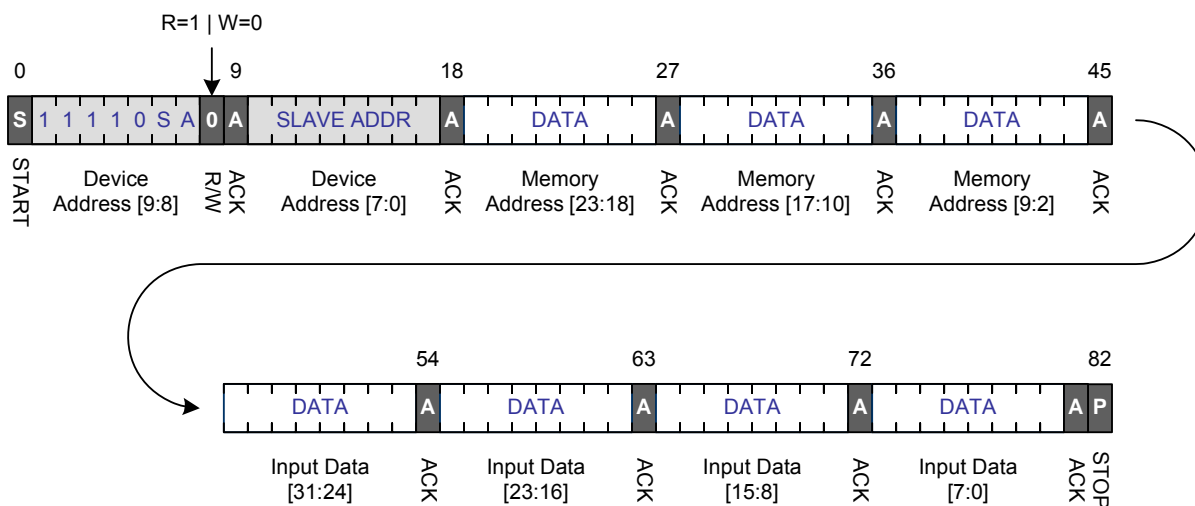 R=1 | W=0
0 9 18 27 36 45
S 1 1 1 1 0 S A 0 A SLAVE ADDR A DATA A DATA A DATA A
START
Device
Address [9:8]
R/W
ACK
Device
Address [7:0]
ACK
Memory
Address [23:18]
ACK
Memory
Address [17:10]
ACK
Memory
Address [9:2]
ACK
54 63 72 82
DATA A DATA A DATA A DATA A P
Input Data
[31:24]
ACK
Input Data
[23:16]
ACK
Input Data
[15:8]
ACK
Input Data
[7:0]
ACK
STOP